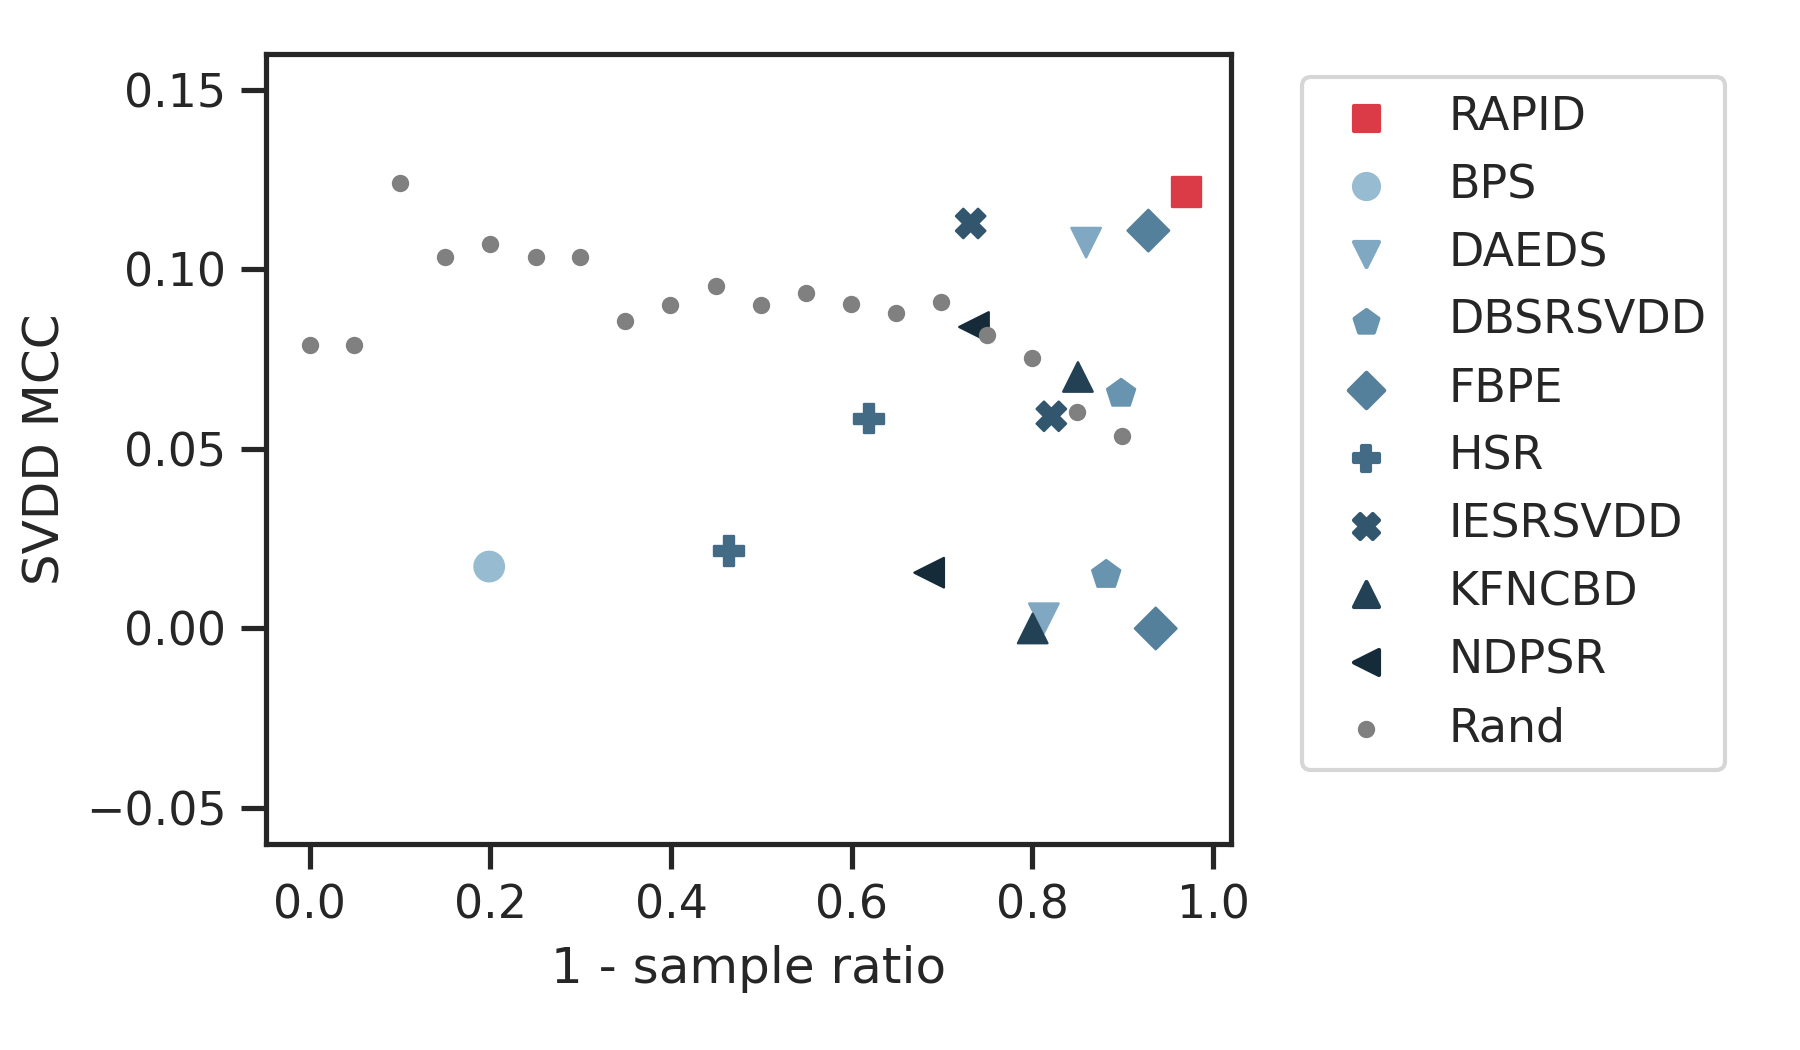 SVDD MCC
0.15
0.10
0.05
0.00
−0.05
0.0 0.2 0.4 0.6 0.8 1.0
1 - sample ratio
RAPID
BPS
DAEDS
DBSRSVDD
FBPE
HSR
IESRSVDD
KFNCBD
NDPSR
Rand